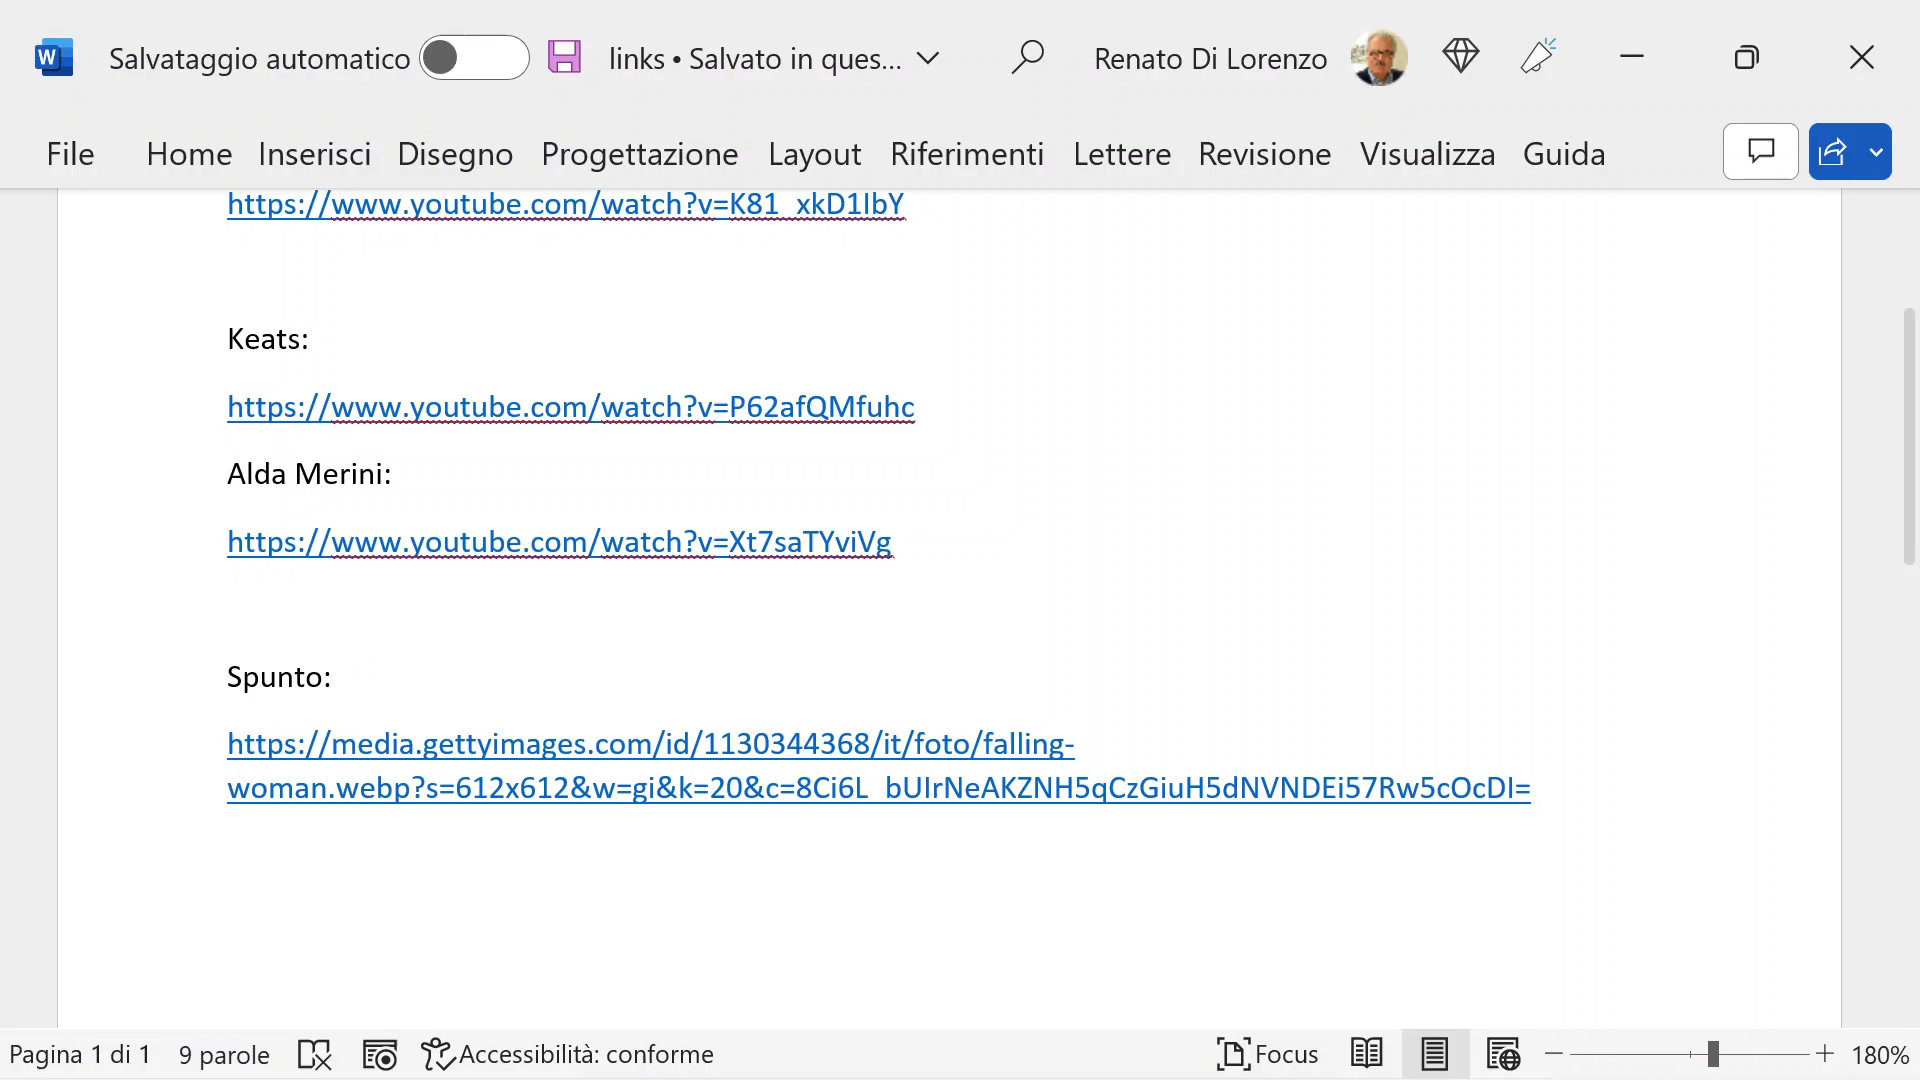 Salvataggio automatico links • Salvato in ques... Renato Di Lorenzo
File Home Inserisci Disegno Progettazione Layout Riferimenti Lettere Revisione Visualizza Guida
https://www.youtube.com/watch?v=K81_xkD1IbY
Keats:
https://www.youtube.com/watch?v=P62afQMfuhc
Alda Merini:
https://www.youtube.com/watch?v=Xt7saTYviVg
Spunto:
https://media.gettyimages.com/id/1130344368/it/foto/falling-
woman.webp?s=612x612&w=gi&k=20&c=8Ci6L_bUIrNeAKZNH5qCzGiuH5dNVNDEi57Rw5cOcDI=
Pagina 1 di 1 9 parole Accessibilità: conforme Focus 180%